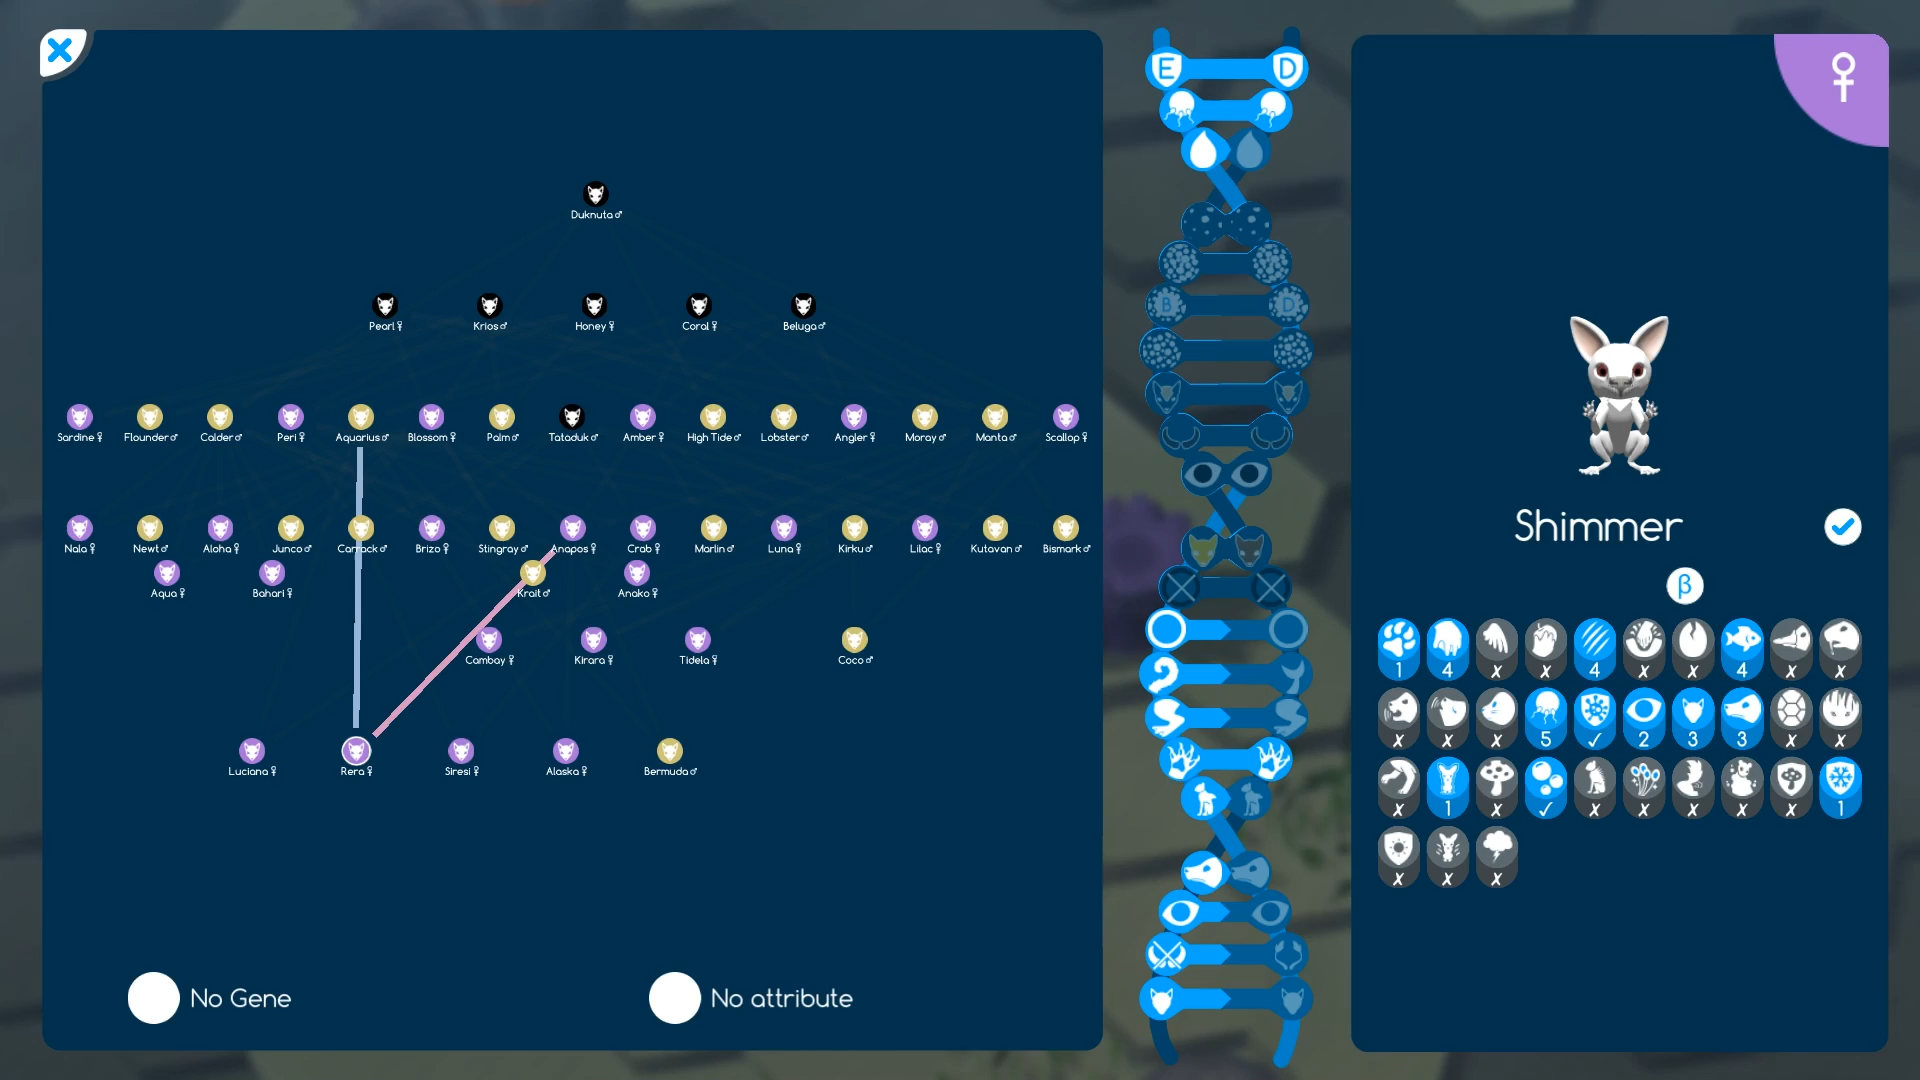 Duknuta♂
Pearl♀ Krios♂ Honey♀ Coral♀ Beluga♂
Sardine♀ Flounder♂ Calder♂ Peri♀ Aquarius♂ Blossom♀ Palm♂ Tataduk♂ Amber♀ High Tide♂ Lobster♂ Angler♀ Moray♂ Manta♂ Scallop♀
Nala♀ Newt♂ Aloha♀ Junco♂ Carrack♂ Brizo♀ Stingray♂ Anapos♀ Crab♀ Marlin♂ Luna♀ Kirku♂ Lilac♀ Kutavan♂ Bismark♂
Aqua♀ Bahari♀ Krait♂ Anako♀
Cambay♀ Kirara♀ Tidela♀ Coco♂
Luciana♀ Rera♀ Siresi♀ Alaska♀ Bermuda♂
No Gene No attribute
E D
B D
♀
Shimmer
β
1 4 X X 4 X X 4 X X
X X X 5 ✓ 2 3 3 X X
X 1 X ✓ X X X X X 1
X X X